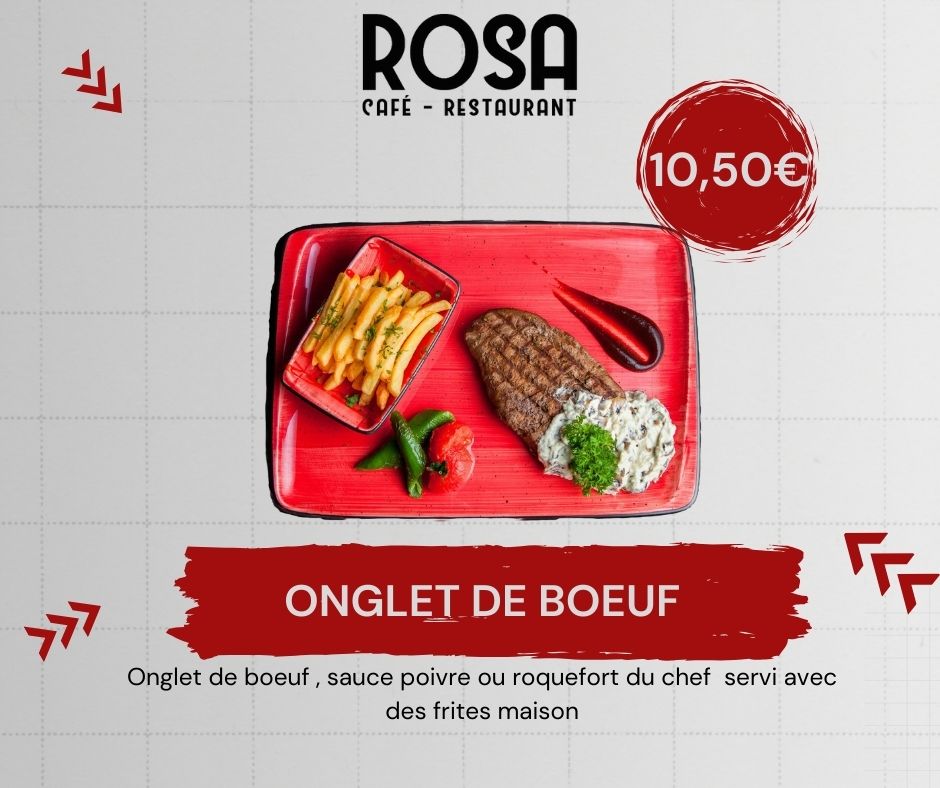 ROSA
CAFÉ - RESTAURANT
10,50€
ONGLET DE BOEUF
Onglet de boeuf , sauce poivre ou roquefort du chef  servi avec
des frites maison